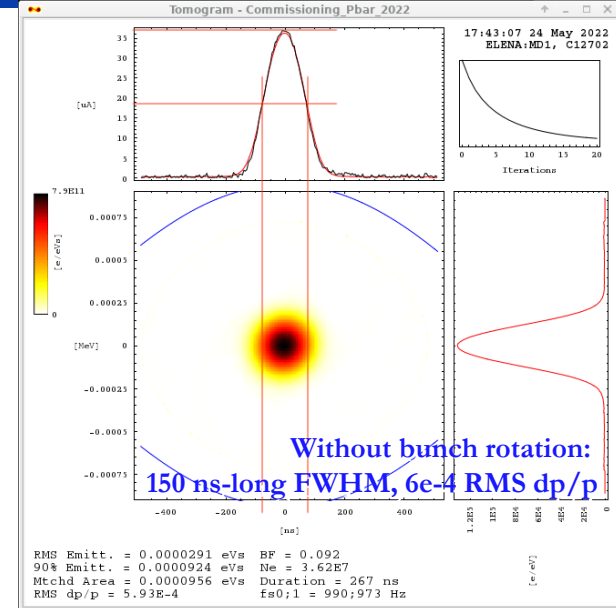 Tomogram - Commissioning_Pbar_2022
17:43:07 24 May 2022
ELENA:MD1, C12702
35
30
25
20
15
10
5
0
[uA]
0 5 10 15 20
Iterations
7.9E11
[e/eVs]
0
0.00075
0.0005
0.00025
[MeV] 0
-0.00025
-0.0005
-0.00075
-400 -200 0 200 400
[ns]
Without bunch rotation:
150 ns-long FWHM, 6e-4 RMS dp/p
1.2E5 1E5 8E4 6E4 4E4 2E4 0
[e/eV]
RMS Emitt. = 0.0000291 eVs BF = 0.092
90% Emitt. = 0.0000924 eVs Ne = 3.62E7
Mtchd Area = 0.0000956 eVs Duration = 267 ns
RMS dp/p = 5.93E-4 fs0;1 = 990;973 Hz